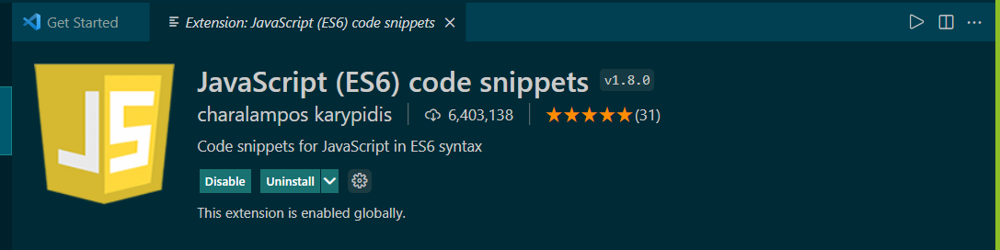 Get Started
Extension: JavaScript (ES6) code snippets
JS
JavaScript (ES6) code snippets v1.8.0
charalampos karypidis 6,403,138 (31)
Code snippets for JavaScript in ES6 syntax
Disable Uninstall
This extension is enabled globally.